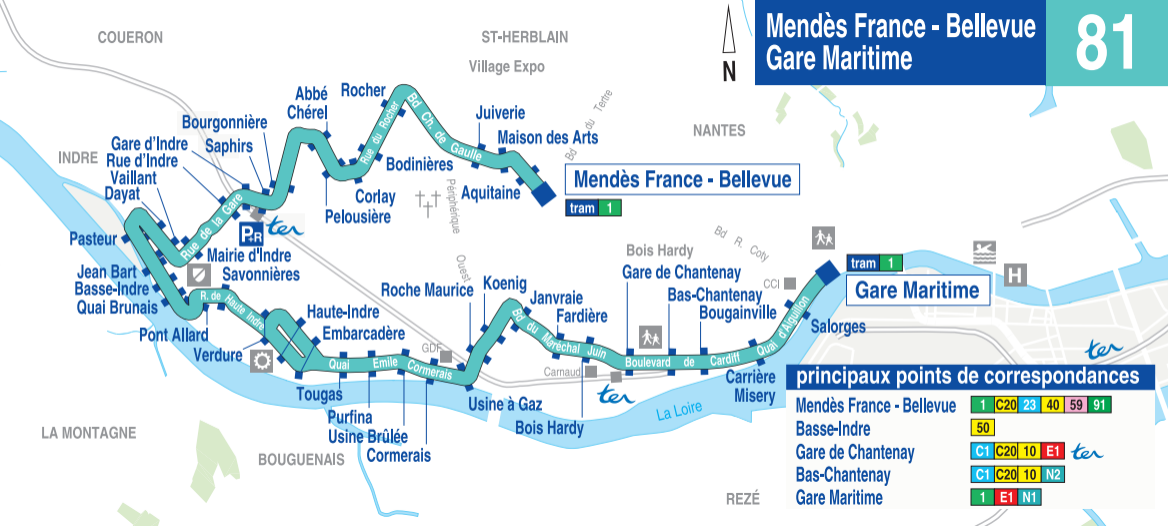 Mendès France - Bellevue
Gare Maritime
81
N
COUERON
ST-HERBLAIN
Village Expo
NANTES
INDRE
LA MONTAGNE
BOUGUENAIS
REZÉ
La Loire
Bd du Tertre
Périphérique
Ouest
Bd R. Coty
Bois Hardy
CCI
GDF
Carnaud
Mendès France - Bellevue
tram 1
Maison des Arts
Aquitaine
Juiverie
Bd Ch. de Gaulle
Bodinières
Rocher
Rue du Rocher
Corlay
Pelousière
Abbé
Chérel
Bourgonnière
Saphirs
Gare d'Indre
P+R
ter
Rue d'Indre
Rue de la Gare
Vaillant
Dayat
Mairie d'Indre
Savonnières
Pasteur
Jean Bart
Basse-Indre
Quai Brunais
Pont Allard
R. de Haute Indre
Verdure
Haute-Indre
Embarcadère
Tougas
Quai Emile Cormerais
Purfina
Usine Brûlée
Cormerais
Usine à Gaz
Roche Maurice
Koenig
Bd du Maréchal Juin
Janvraie
Fardière
Bois Hardy
Gare de Chantenay
ter
Boulevard de Cardiff
Bas-Chantenay
Bougainville
Carrière
Misery
Quai d'Aiguillon
Salorges
tram 1
Gare Maritime
H
ter
principaux points de correspondances
Mendès France - Bellevue 1 C20 23 40 59 91
Basse-Indre 50
Gare de Chantenay C1 C20 10 E1 ter
Bas-Chantenay C1 C20 10 N2
Gare Maritime 1 E1 N1